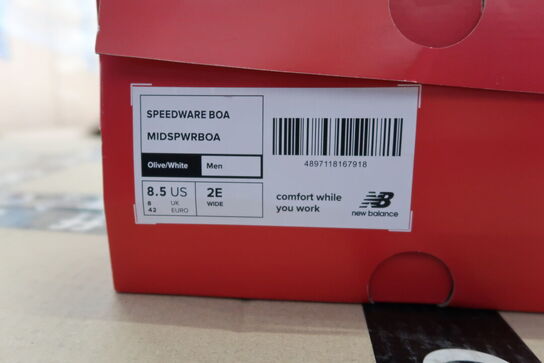 SPEEDWARE BOA
MIDSPWRBOA
Olive/White Men
8.5 US 2E
8 UK WIDE
42 EURO
4897118167918
comfort while
you work
NB
new balance